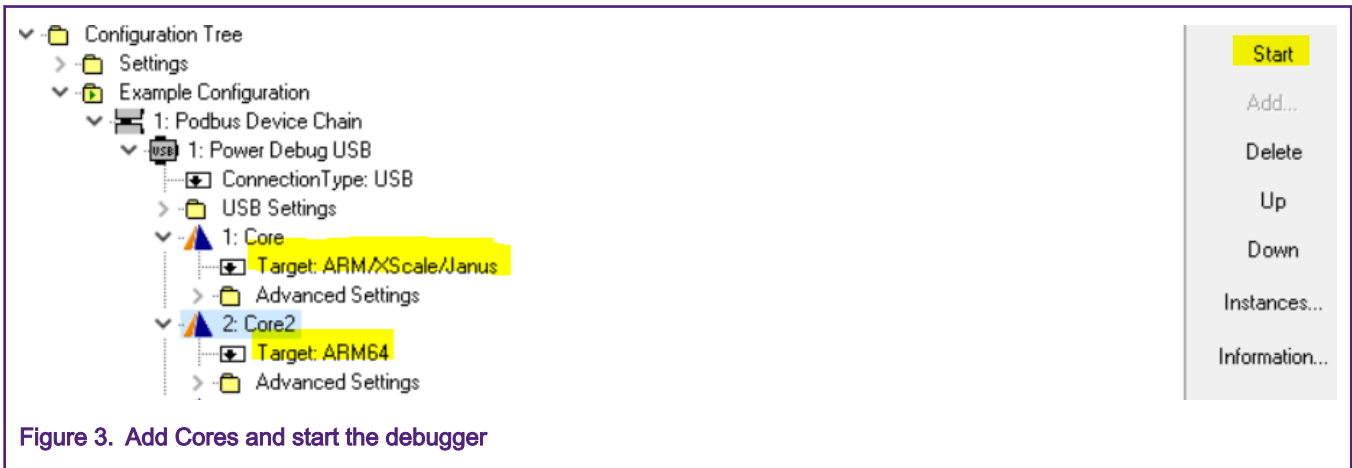 Configuration Tree
Settings
Example Configuration
1: Podbus Device Chain
USB 1: Power Debug USB
ConnectionType: USB
USB Settings
1: Core
Target: ARM/XScale/Janus
Advanced Settings
2: Core2
Target: ARM64
Advanced Settings
Start
Add...
Delete
Up
Down
Instances...
Information...
Figure 3. Add Cores and start the debugger